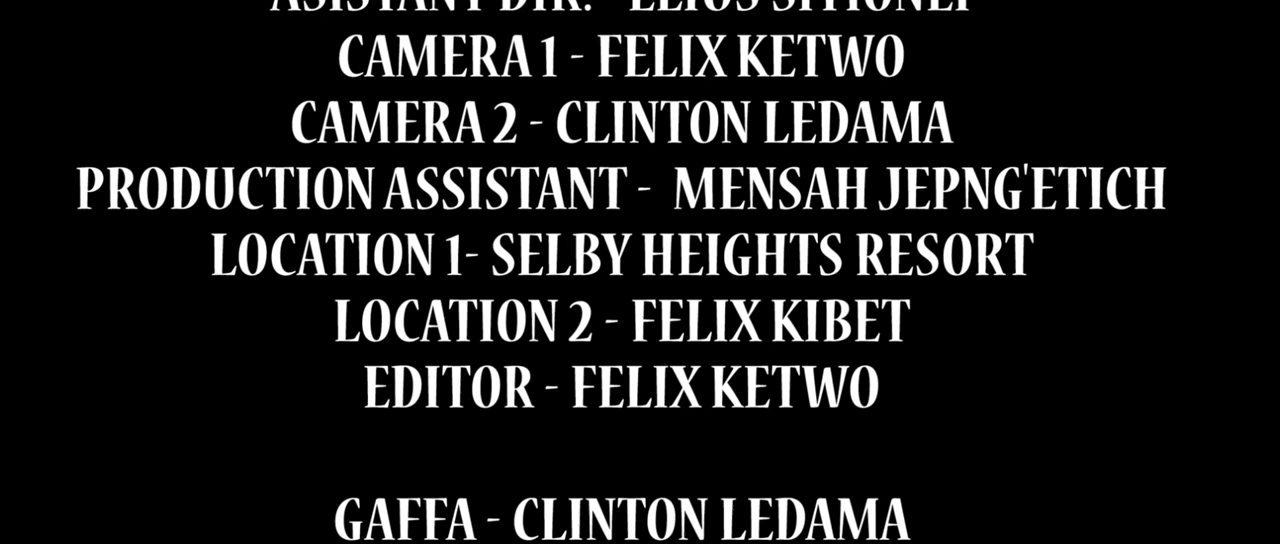 CAMERA 1 - FELIX KETWO
CAMERA 2 - CLINTON LEDAMA
PRODUCTION ASSISTANT - MENSAH JEPNG'ETICH
LOCATION 1- SELBY HEIGHTS RESORT
LOCATION 2 - FELIX KIBET
EDITOR - FELIX KETWO
GAFFA - CLINTON LEDAMA